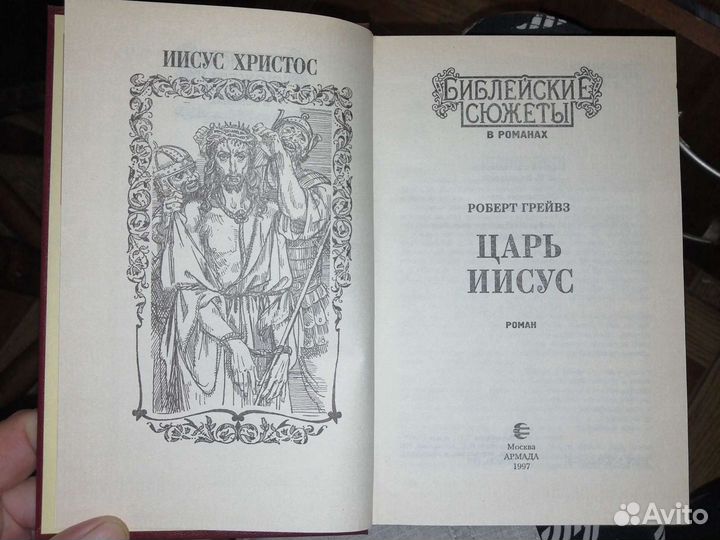 ИИСУС ХРИСТОС
БИБЛЕЙСКИЕ
СЮЖЕТЫ
В РОМАНАХ
РОБЕРТ ГРЕЙВЗ
ЦАРЬ
ИИСУС
РОМАН
Москва
АРМАДА
1997
Avito